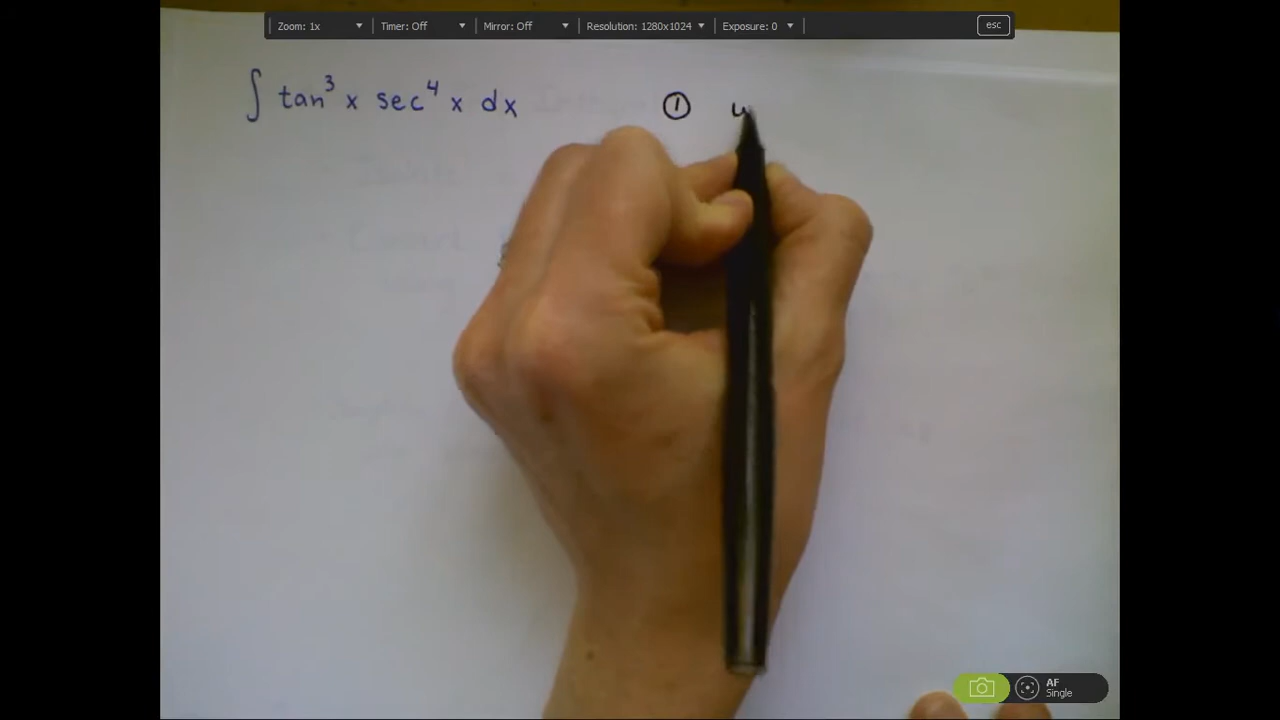 Zoom: 1x Timer: Off Mirror: Off Resolution: 1280x1024 Exposure: 0 esc
∫ tan³ x sec⁴ x dx ① u
AF
Single